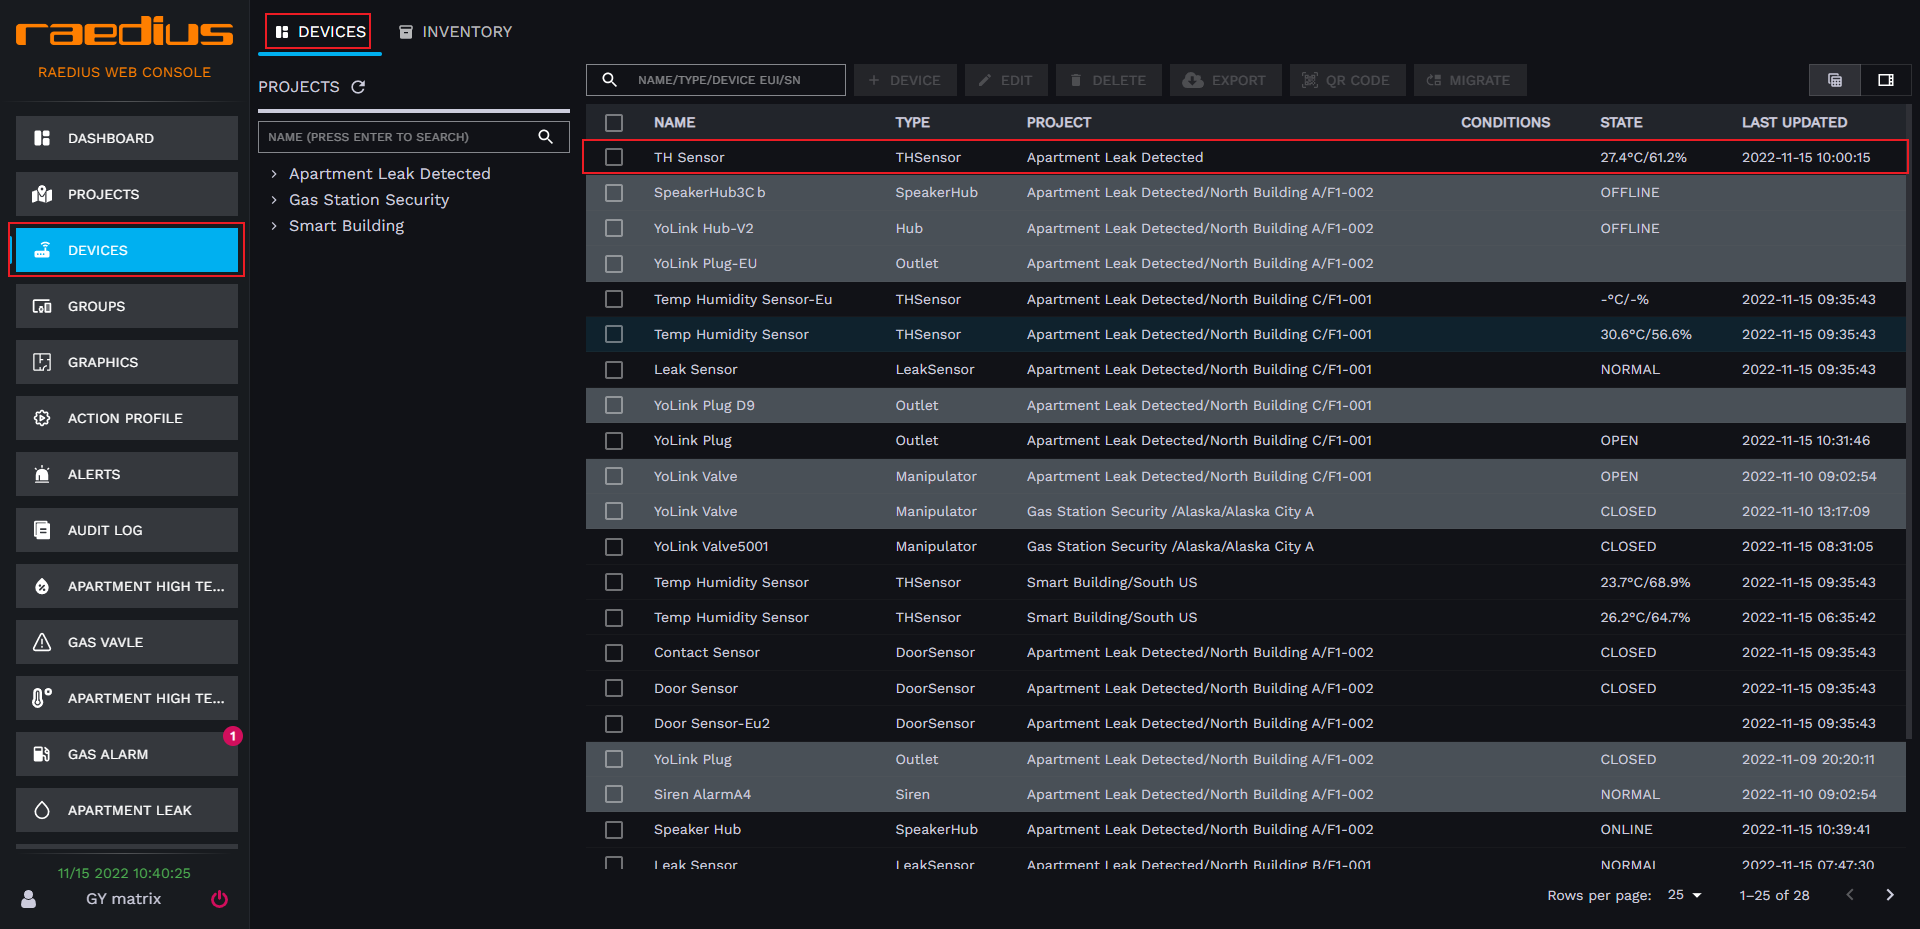 raedius
RAEDIUS WEB CONSOLE
DASHBOARD
PROJECTS
DEVICES
GROUPS
GRAPHICS
ACTION PROFILE
ALERTS
AUDIT LOG
APARTMENT HIGH TE...
GAS VAVLE
APARTMENT HIGH TE...
1
GAS ALARM
APARTMENT LEAK
11/15 2022 10:40:25
GY matrix
DEVICES INVENTORY
PROJECTS
NAME (PRESS ENTER TO SEARCH)
Apartment Leak Detected
Gas Station Security
Smart Building
NAME/TYPE/DEVICE EUI/SN + DEVICE EDIT DELETE EXPORT QR CODE MIGRATE
NAME TYPE PROJECT CONDITIONS STATE LAST UPDATED
TH Sensor THSensor Apartment Leak Detected 27.4°C/61.2% 2022-11-15 10:00:15
SpeakerHub3C b SpeakerHub Apartment Leak Detected/North Building A/F1-002 OFFLINE
YoLink Hub-V2 Hub Apartment Leak Detected/North Building A/F1-002 OFFLINE
YoLink Plug-EU Outlet Apartment Leak Detected/North Building A/F1-002
Temp Humidity Sensor-Eu THSensor Apartment Leak Detected/North Building C/F1-001 -°C/-% 2022-11-15 09:35:43
Temp Humidity Sensor THSensor Apartment Leak Detected/North Building C/F1-001 30.6°C/56.6% 2022-11-15 09:35:43
Leak Sensor LeakSensor Apartment Leak Detected/North Building C/F1-001 NORMAL 2022-11-15 09:35:43
YoLink Plug D9 Outlet Apartment Leak Detected/North Building C/F1-001
YoLink Plug Outlet Apartment Leak Detected/North Building C/F1-001 OPEN 2022-11-15 10:31:46
YoLink Valve Manipulator Apartment Leak Detected/North Building C/F1-001 OPEN 2022-11-10 09:02:54
YoLink Valve Manipulator Gas Station Security /Alaska/Alaska City A CLOSED 2022-11-10 13:17:09
YoLink Valve5001 Manipulator Gas Station Security /Alaska/Alaska City A CLOSED 2022-11-15 08:31:05
Temp Humidity Sensor THSensor Smart Building/South US 23.7°C/68.9% 2022-11-15 09:35:43
Temp Humidity Sensor THSensor Smart Building/South US 26.2°C/64.7% 2022-11-15 06:35:42
Contact Sensor DoorSensor Apartment Leak Detected/North Building A/F1-002 CLOSED 2022-11-15 09:35:43
Door Sensor DoorSensor Apartment Leak Detected/North Building A/F1-002 CLOSED 2022-11-15 09:35:43
Door Sensor-Eu2 DoorSensor Apartment Leak Detected/North Building A/F1-002 2022-11-15 09:35:43
YoLink Plug Outlet Apartment Leak Detected/North Building A/F1-002 CLOSED 2022-11-09 20:20:11
Siren AlarmA4 Siren Apartment Leak Detected/North Building A/F1-002 NORMAL 2022-11-10 09:02:54
Speaker Hub SpeakerHub Apartment Leak Detected/North Building A/F1-002 ONLINE 2022-11-15 10:39:41
Leak Sensor LeakSensor Apartment Leak Detected/North Building B/F1-001 NORMAL 2022-11-15 07:47:30
Rows per page: 25 1–25 of 28